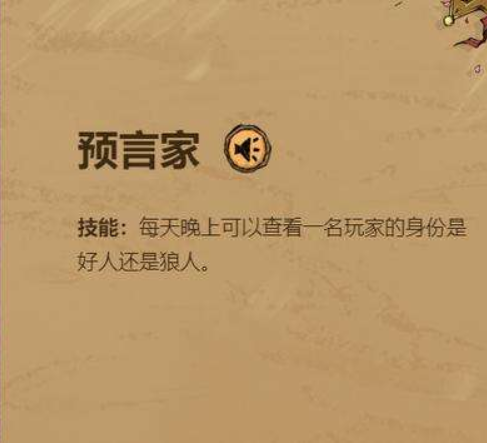 预言家
技能：每天晚上可以查看一名玩家的身份是
好人还是狼人。